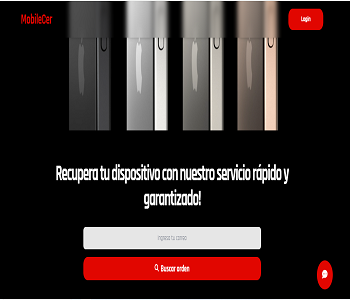 MobileCer
Login
Recupera tu dispositivo con nuestro servicio rápido y
garantizado!
Ingresa tu correo
Buscar orden